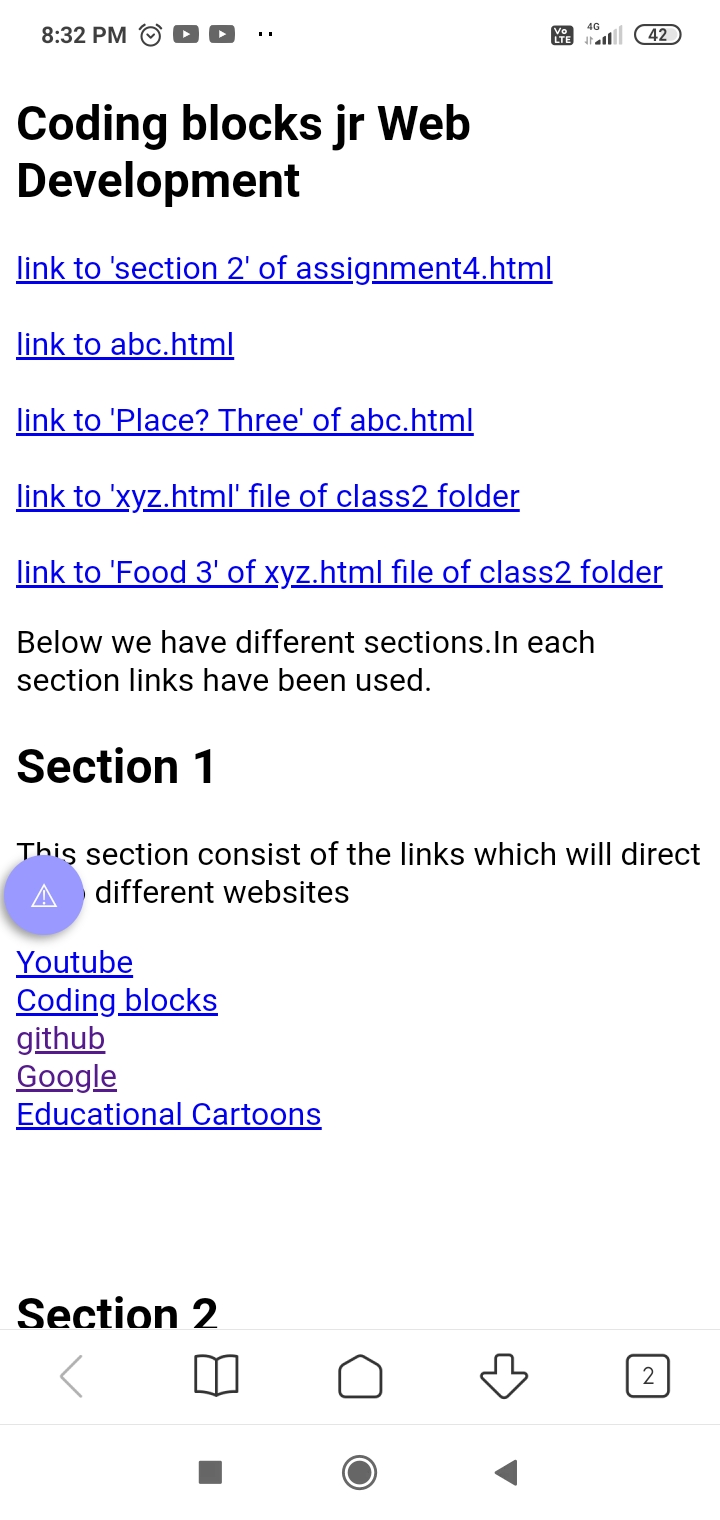 8:32 PM
Vo LTE 4G 42
Coding blocks jr Web
Development
link to 'section 2' of assignment4.html
link to abc.html
link to 'Place? Three' of abc.html
link to 'xyz.html' file of class2 folder
link to 'Food 3' of xyz.html file of class2 folder
Below we have different sections.In each
section links have been used.
Section 1
This section consist of the links which will direct
different websites
Youtube
Coding blocks
github
Google
Educational Cartoons
Section 2
2